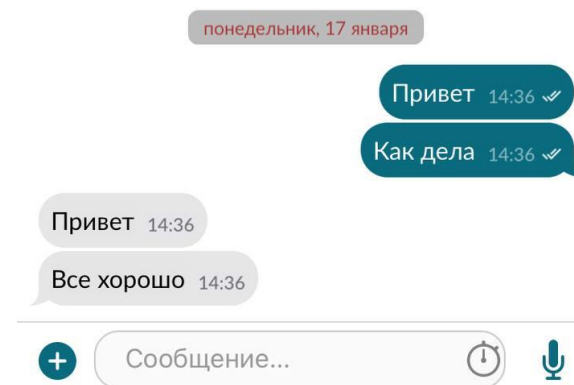 понедельник, 17 января
Привет 14:36
Как дела 14:36
Привет 14:36
Все хорошо 14:36
Сообщение...